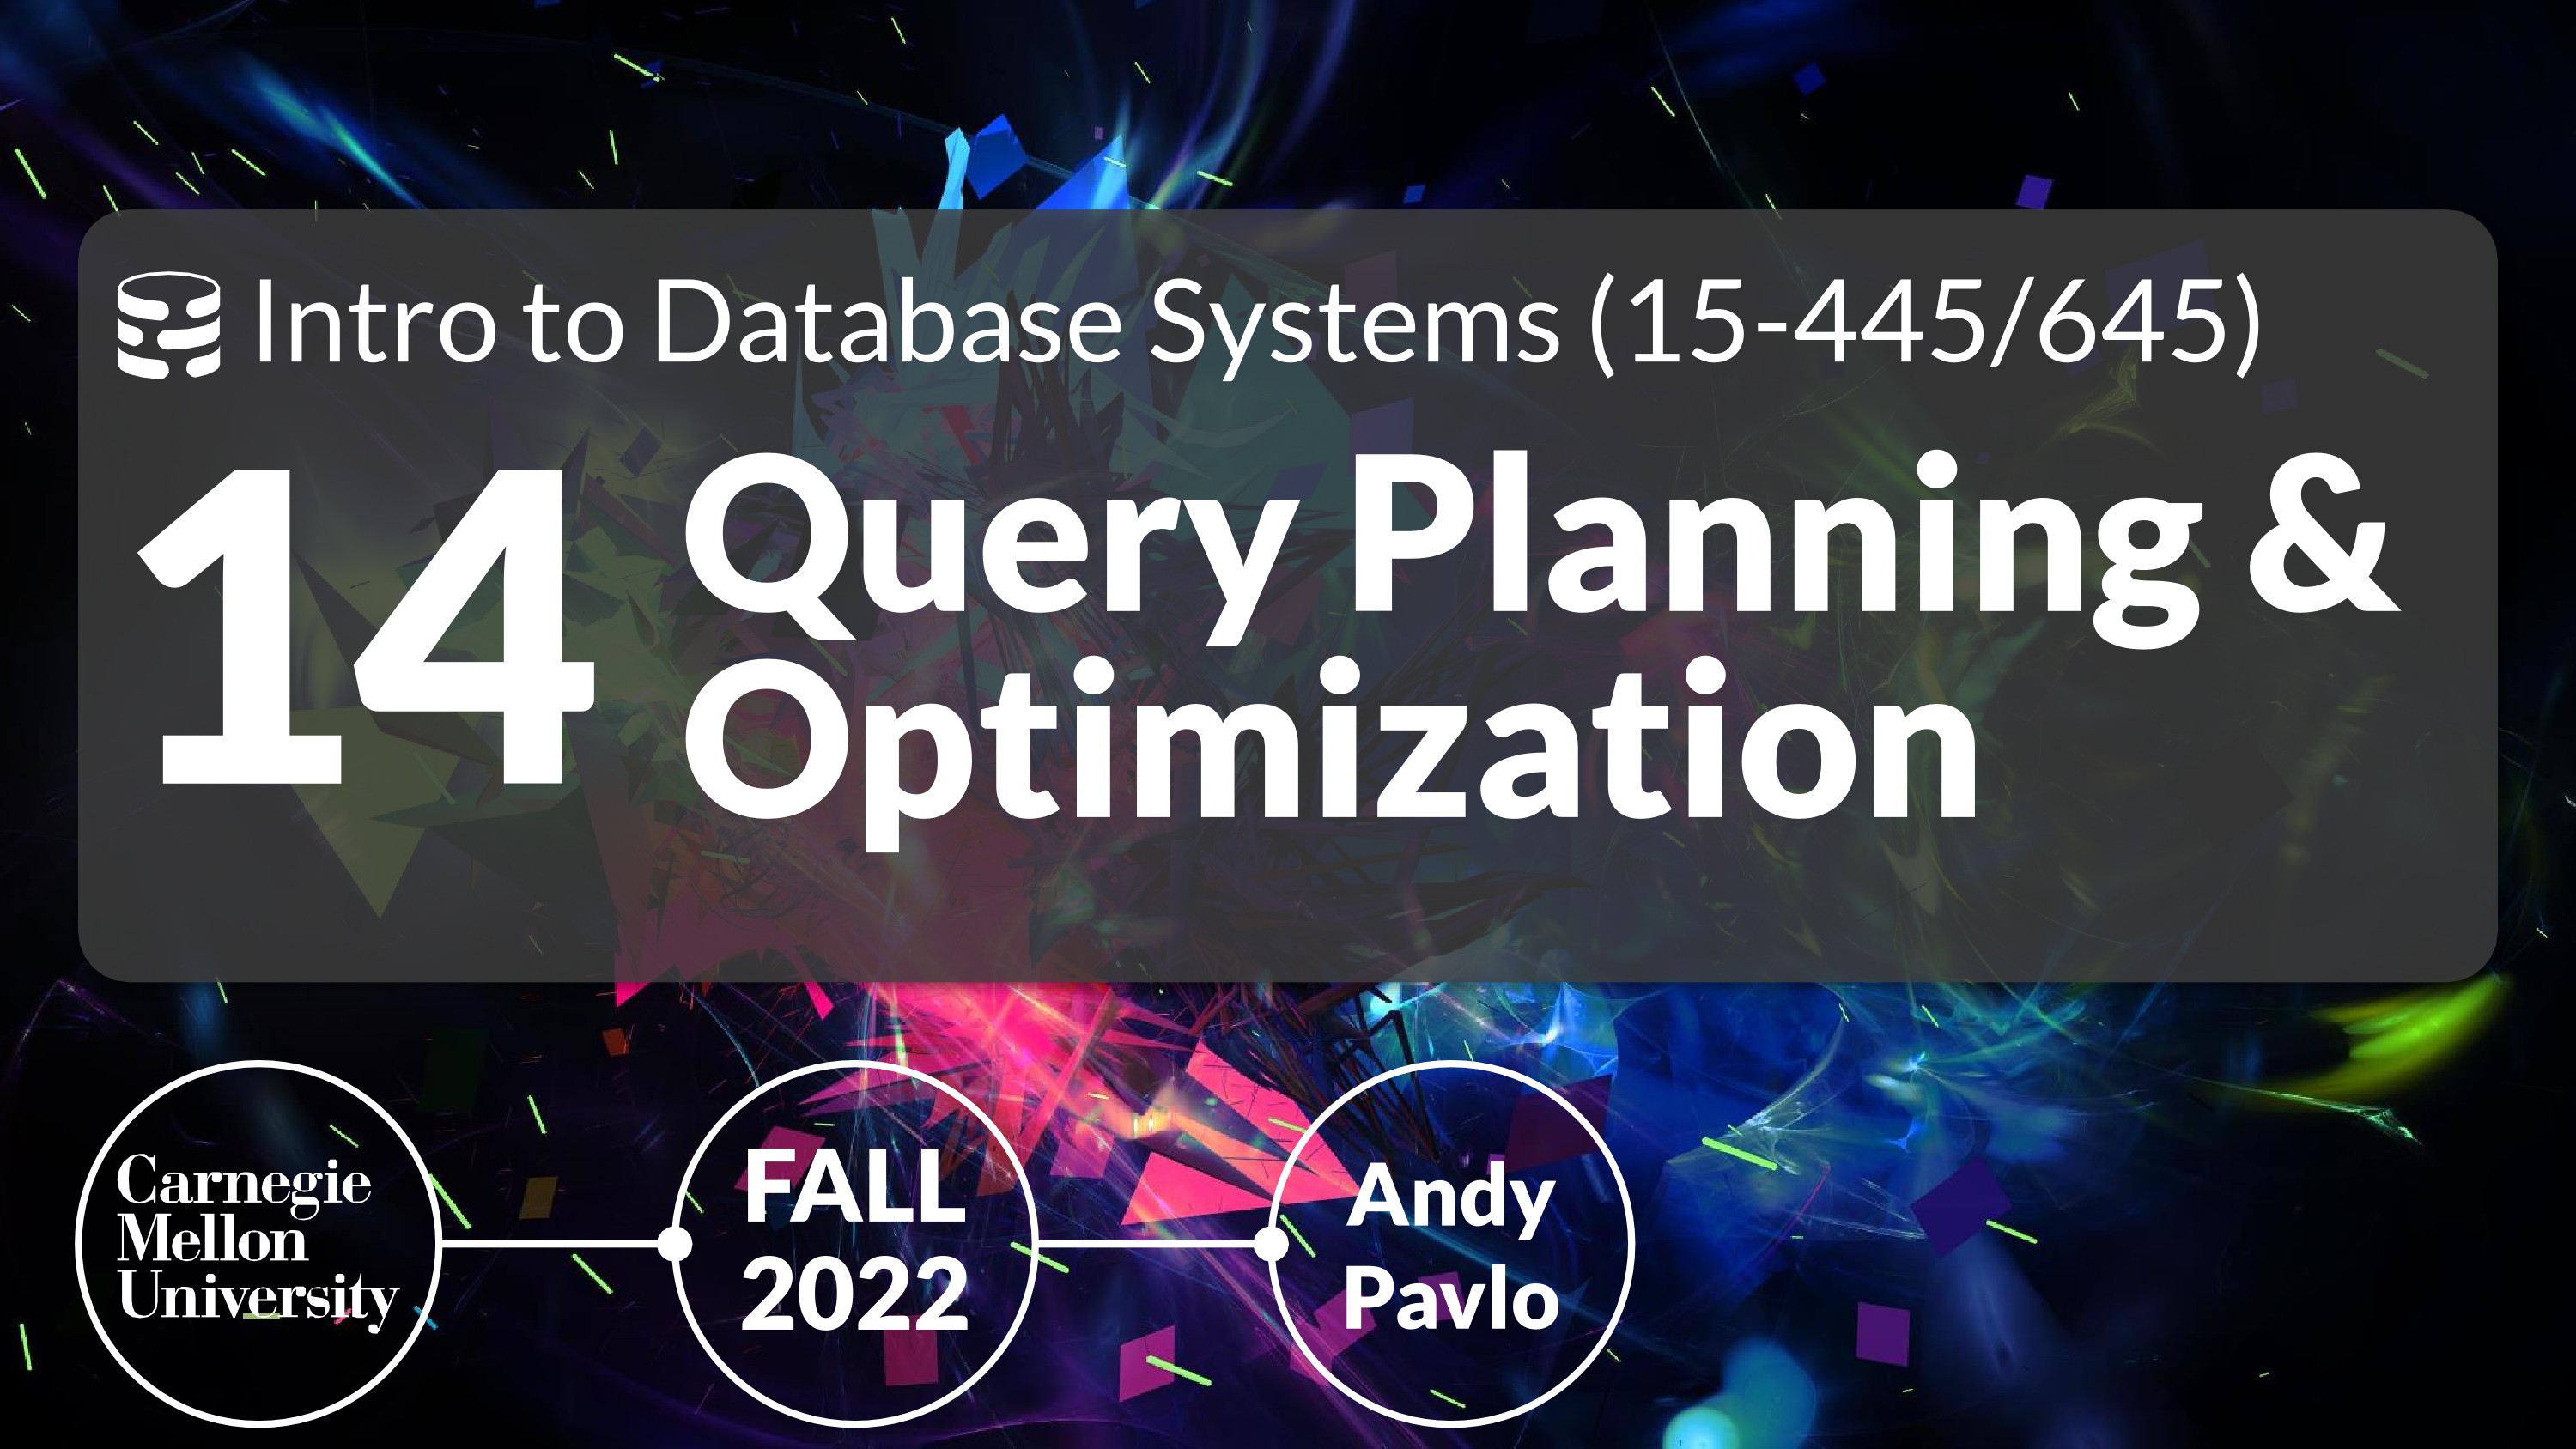 Intro to Database Systems (15-445/645)
14
Query Planning &
Optimization
Carnegie
Mellon
University
FALL
2022
Andy
Pavlo